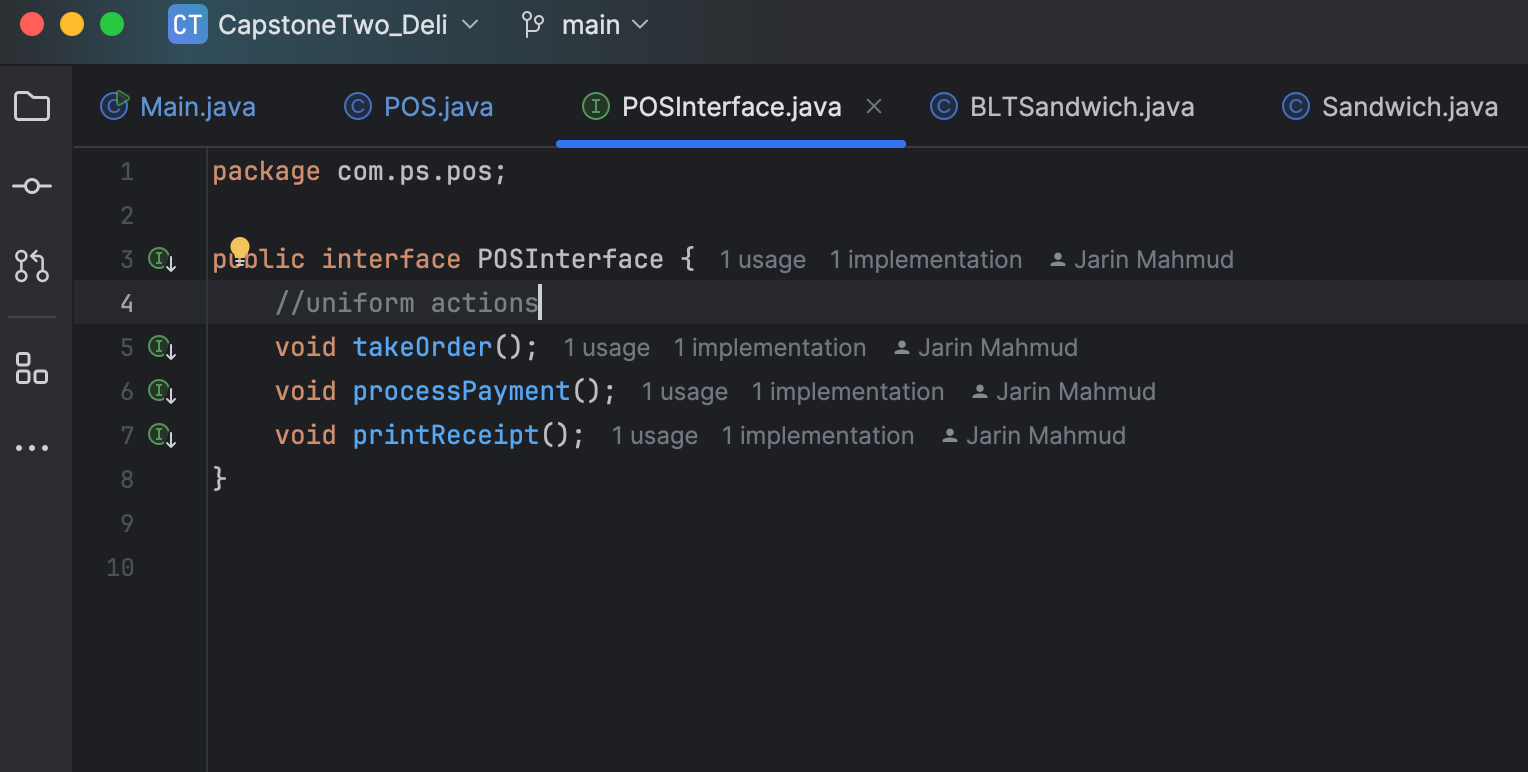 CT CapstoneTwo_Deli main
Main.java POS.java POSInterface.java BLTSandwich.java Sandwich.java
1 package com.ps.pos;
2
3 public interface POSInterface { 1 usage 1 implementation Jarin Mahmud
4 //uniform actions
5 void takeOrder(); 1 usage 1 implementation Jarin Mahmud
6 void processPayment(); 1 usage 1 implementation Jarin Mahmud
7 void printReceipt(); 1 usage 1 implementation Jarin Mahmud
8 }
9
10